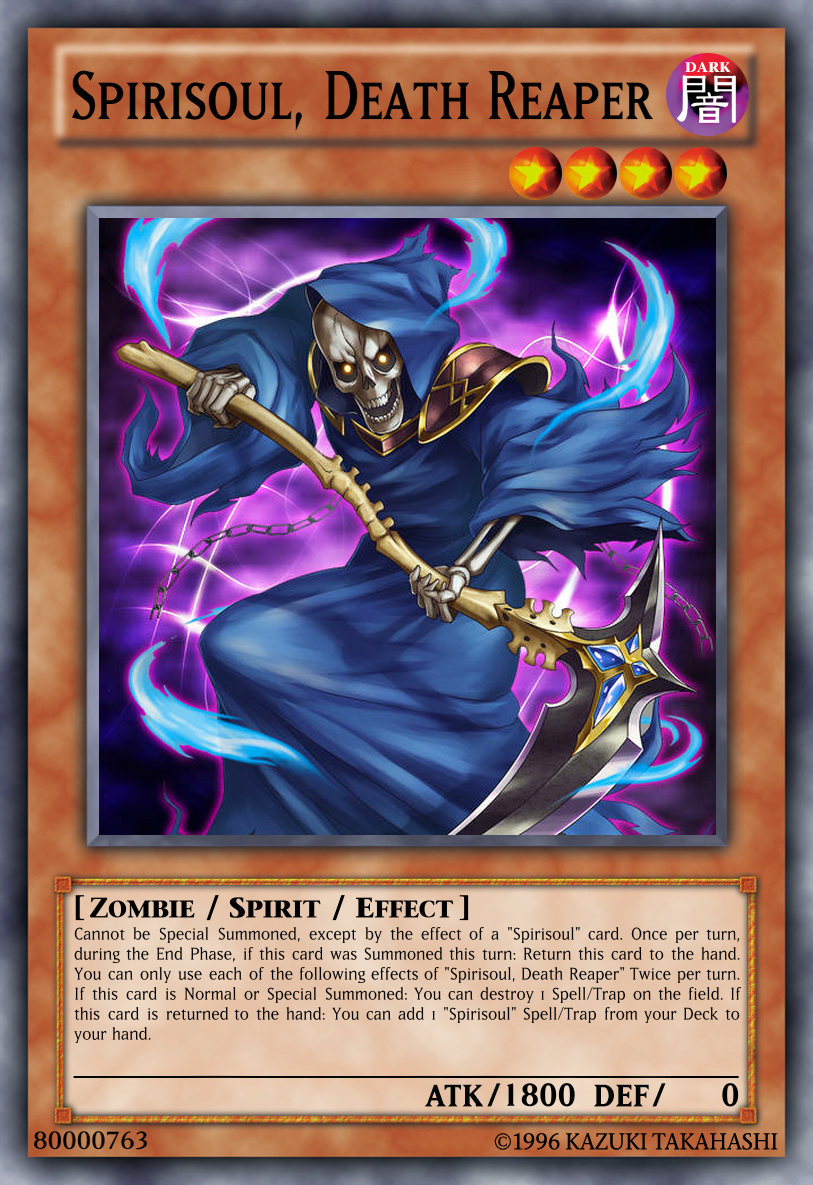 Spirisoul, Death Reaper
DARK
闇
[ Zombie / Spirit / Effect ]
Cannot be Special Summoned, except by the effect of a "Spirisoul" card. Once per turn,
during the End Phase, if this card was Summoned this turn: Return this card to the hand.
You can only use each of the following effects of "Spirisoul, Death Reaper" Twice per turn.
If this card is Normal or Special Summoned: You can destroy 1 Spell/Trap on the field. If
this card is returned to the hand: You can add 1 "Spirisoul" Spell/Trap from your Deck to
your hand.
ATK/1800 DEF/ 0
80000763
©1996 KAZUKI TAKAHASHI